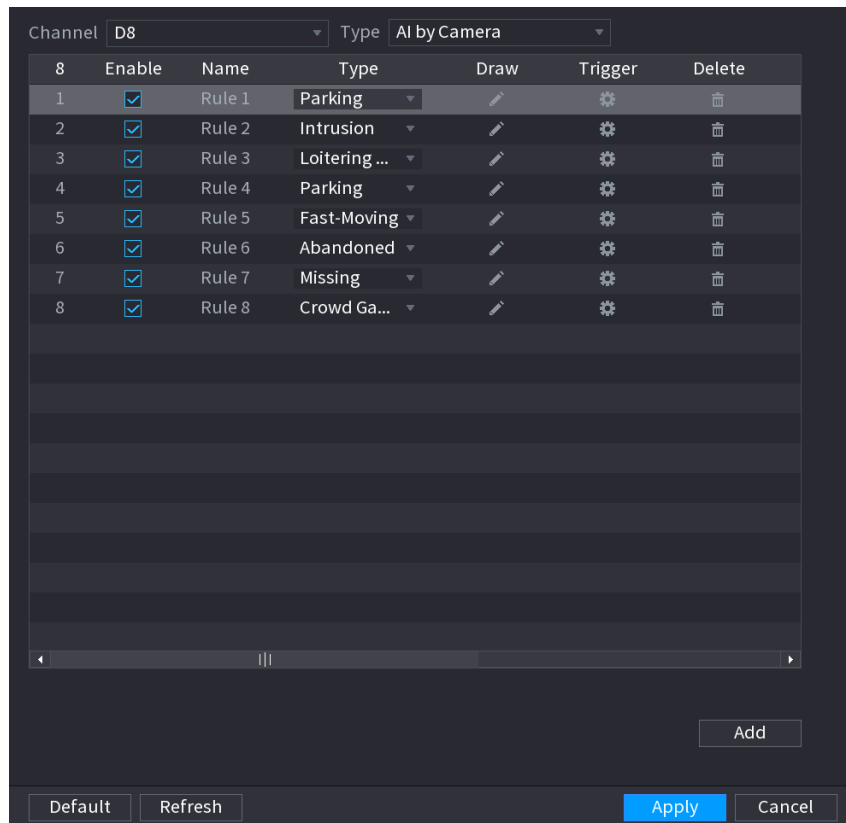 Channel D8 Type AI by Camera
8 Enable Name Type Draw Trigger Delete
1 Rule 1 Parking
2 Rule 2 Intrusion
3 Rule 3 Loitering ...
4 Rule 4 Parking
5 Rule 5 Fast-Moving
6 Rule 6 Abandoned
7 Rule 7 Missing
8 Rule 8 Crowd Ga...
Add
Default Refresh Apply Cancel